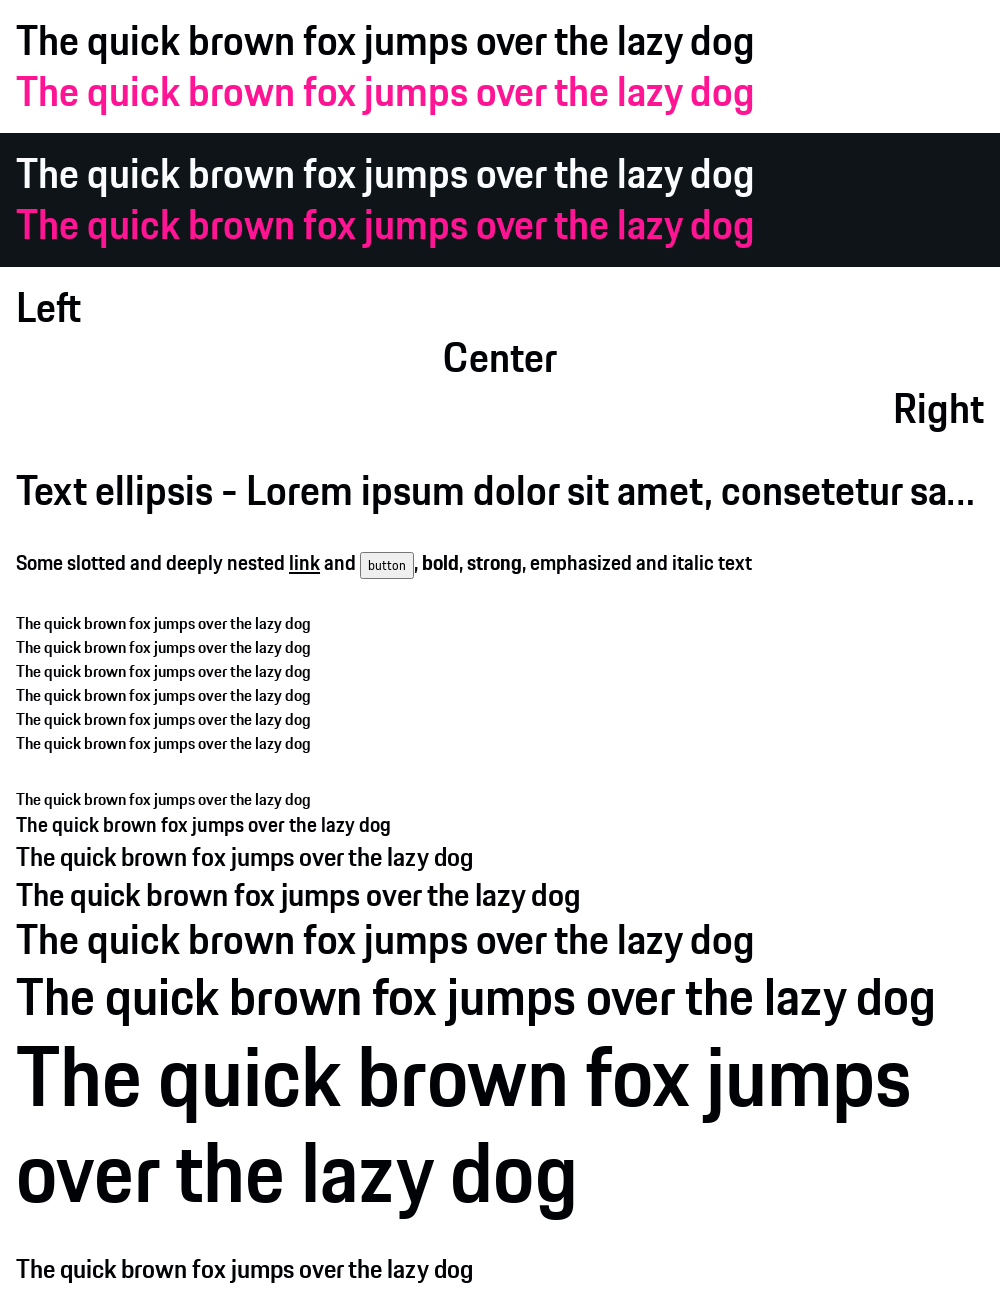 The quick brown fox jumps over the lazy dog
The quick brown fox jumps over the lazy dog
The quick brown fox jumps over the lazy dog
The quick brown fox jumps over the lazy dog
Left
Center
Right
Text ellipsis - Lorem ipsum dolor sit amet, consetetur sa...
Some slotted and deeply nested link and button, bold, strong, emphasized and italic text
The quick brown fox jumps over the lazy dog
The quick brown fox jumps over the lazy dog
The quick brown fox jumps over the lazy dog
The quick brown fox jumps over the lazy dog
The quick brown fox jumps over the lazy dog
The quick brown fox jumps over the lazy dog
The quick brown fox jumps over the lazy dog
The quick brown fox jumps over the lazy dog
The quick brown fox jumps over the lazy dog
The quick brown fox jumps over the lazy dog
The quick brown fox jumps over the lazy dog
The quick brown fox jumps over the lazy dog
The quick brown fox jumps
over the lazy dog
The quick brown fox jumps over the lazy dog